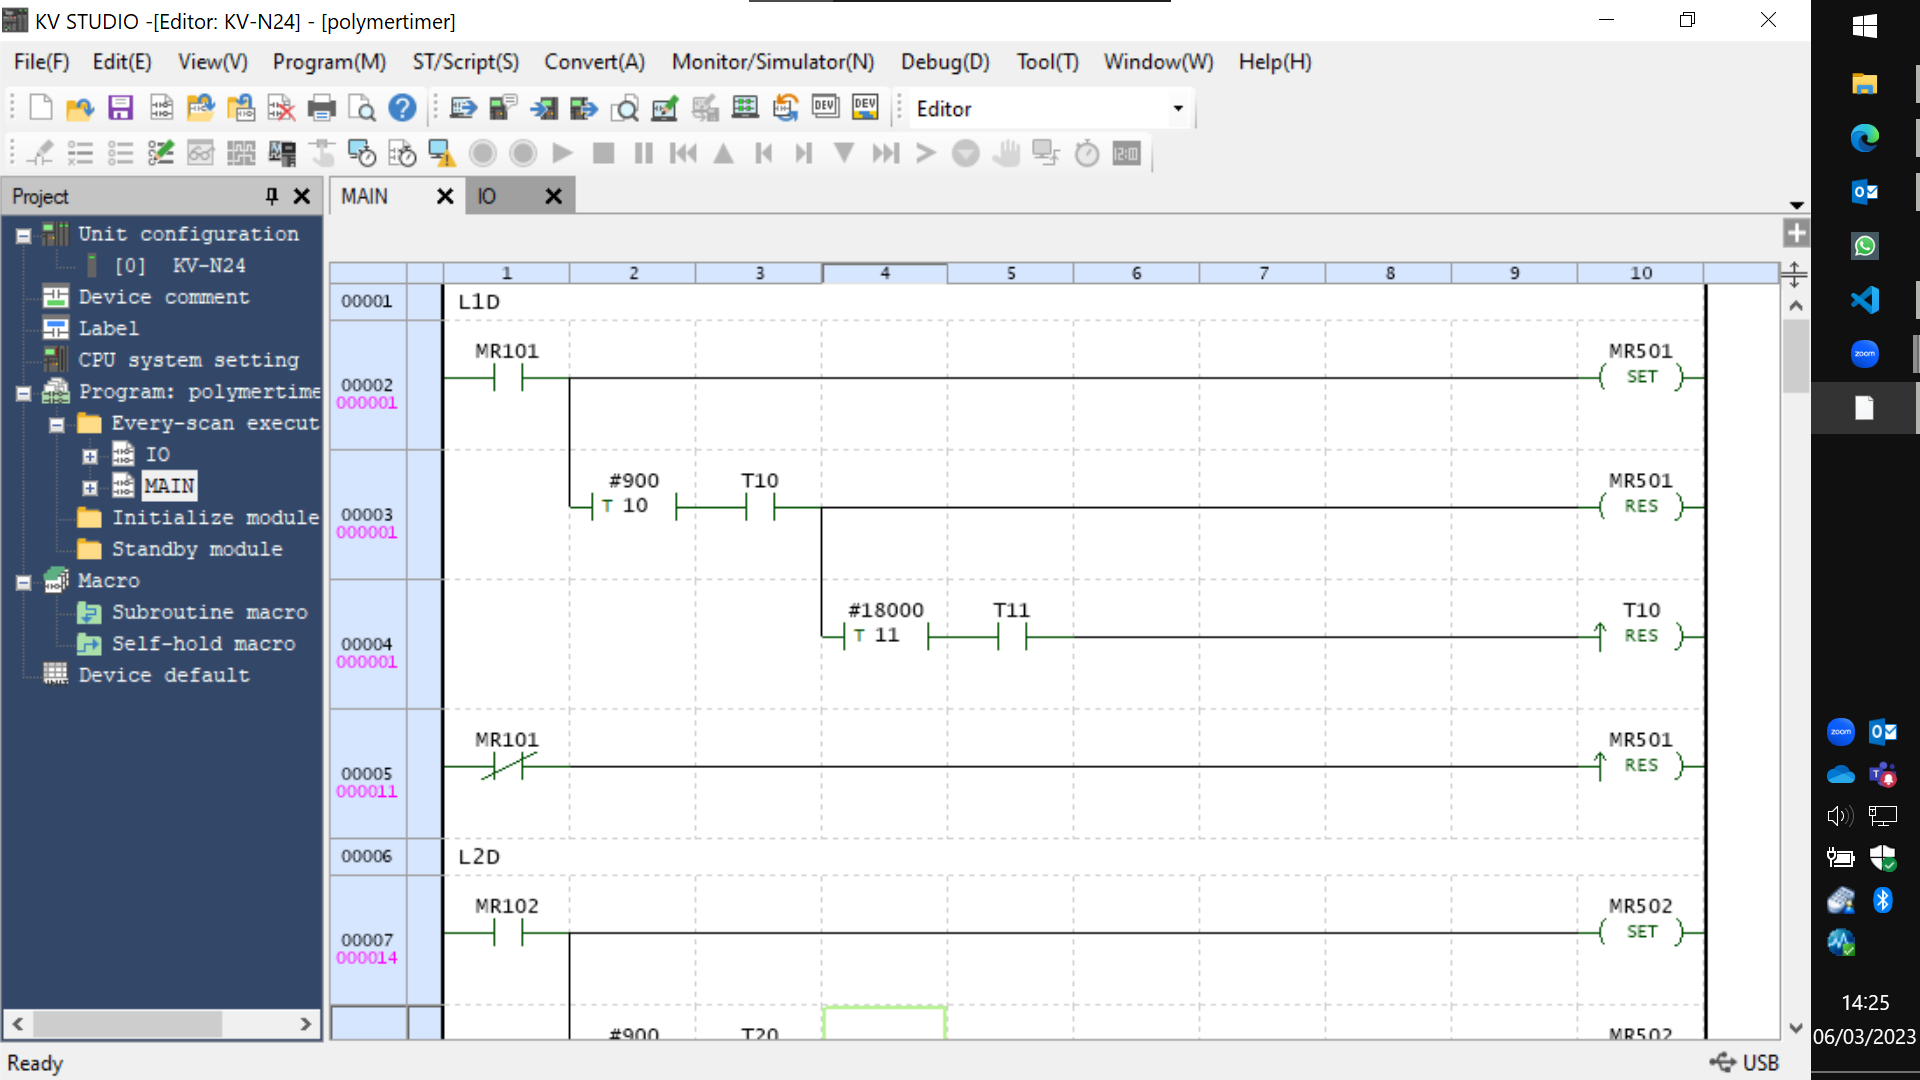 KV STUDIO -[Editor: KV-N24] - [polymertimer]
File(F) Edit(E) View(V) Program(M) ST/Script(S) Convert(A) Monitor/Simulator(N) Debug(D) Tool(T) Window(W) Help(H)
DEV DEV Editor
Project
MAIN IO
Unit configuration
[0] KV-N24
Device comment
Label
CPU system setting
Program: polymertime
Every-scan execut
IO
MAIN
Initialize module
Standby module
Macro
Subroutine macro
Self-hold macro
Device default
1 2 3 4 5 6 7 8 9 10
00001 L1D
MR101 MR501
00002 SET
000001
#900 T10 MR501
T 10 RES
00003
000001
#18000 T11 T10
T 11 RES
00004
000001
MR101 MR501
RES
00005
000011
00006 L2D
MR102 MR502
SET
00007
000014
#900 T20 MR502
Ready
USB
zoom
zoom
14:25
06/03/2023